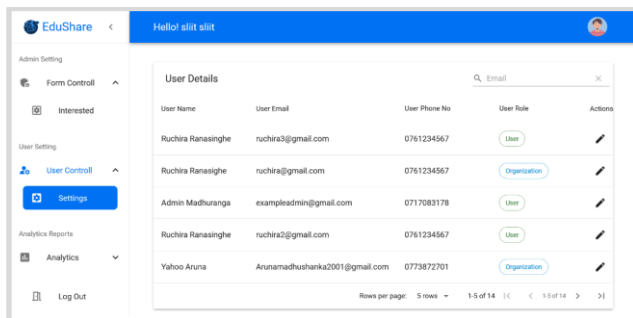 EduShare
Hello! sliit sliit
Admin Setting
Form Controll
Interested
User Setting
User Controll
Settings
Analytics Reports
Analytics
Log Out
User Details
Email
User Name User Email User Phone No User Role Actions
Ruchira Ranasinghe ruchira3@gmail.com 0761234567 User
Ruchira Ranasighe ruchira@gmail.com 0761234567 Organization
Admin Madhuranga exampleadmin@gmail.com 0717083178 User
Ruchira Ranasinghe ruchira2@gmail.com 0761234567 User
Yahoo Aruna Arunamadhushanka2001@gmail.com 0773872701 Organization
Rows per page: 5 rows 1-5 of 14 1-5 of 14